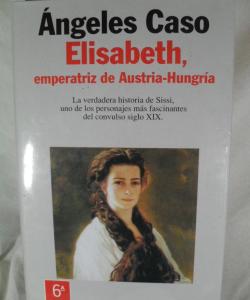 Ángeles Caso
Elisabeth,
emperatriz de Austria-Hungría
La verdadera historia de Sissi,
uno de los personajes más fascinantes
del convulso siglo XIX.
6ª